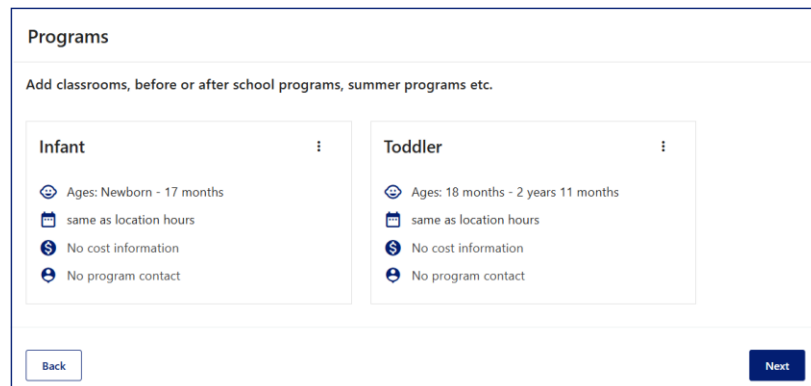 Programs
Add classrooms, before or after school programs, summer programs etc.
Infant
Ages: Newborn - 17 months
same as location hours
No cost information
No program contact
Toddler
Ages: 18 months - 2 years 11 months
same as location hours
No cost information
No program contact
Back
Next